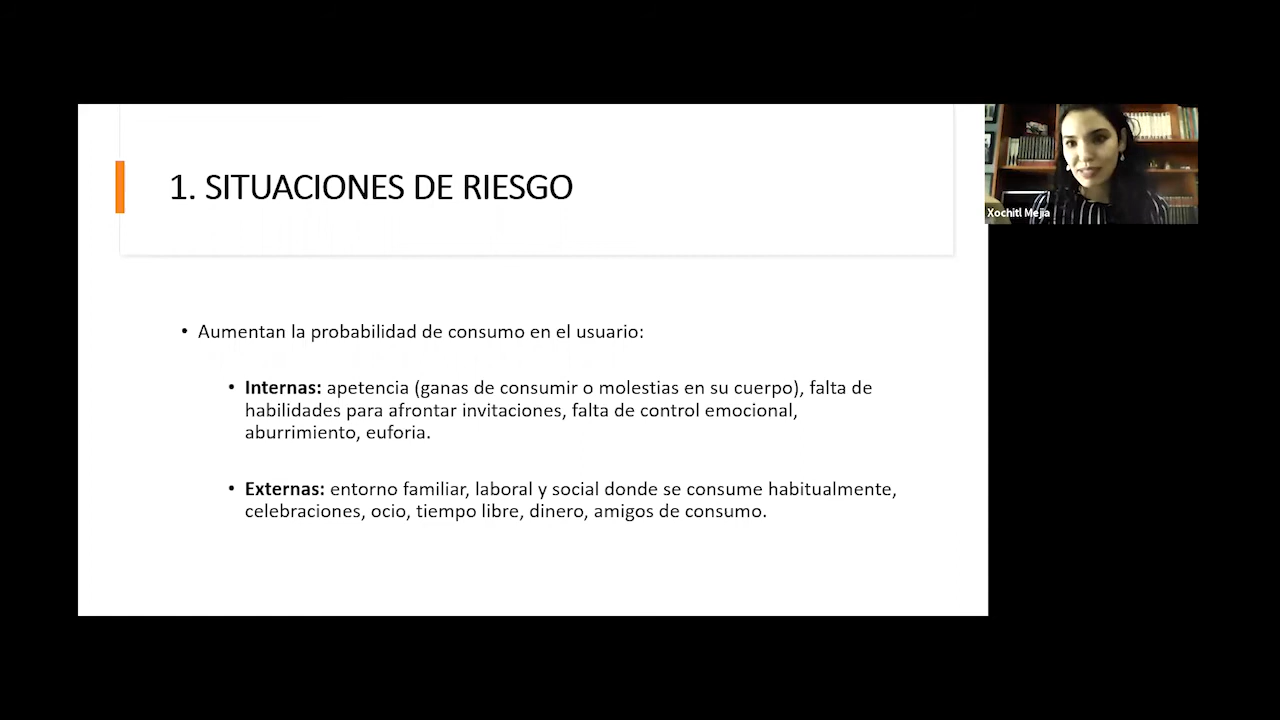 1. SITUACIONES DE RIESGO
Xochitl Mejia
• Aumentan la probabilidad de consumo en el usuario:
• Internas: apetencia (ganas de consumir o molestias en su cuerpo), falta de
habilidades para afrontar invitaciones, falta de control emocional,
aburrimiento, euforia.
• Externas: entorno familiar, laboral y social donde se consume habitualmente,
celebraciones, ocio, tiempo libre, dinero, amigos de consumo.